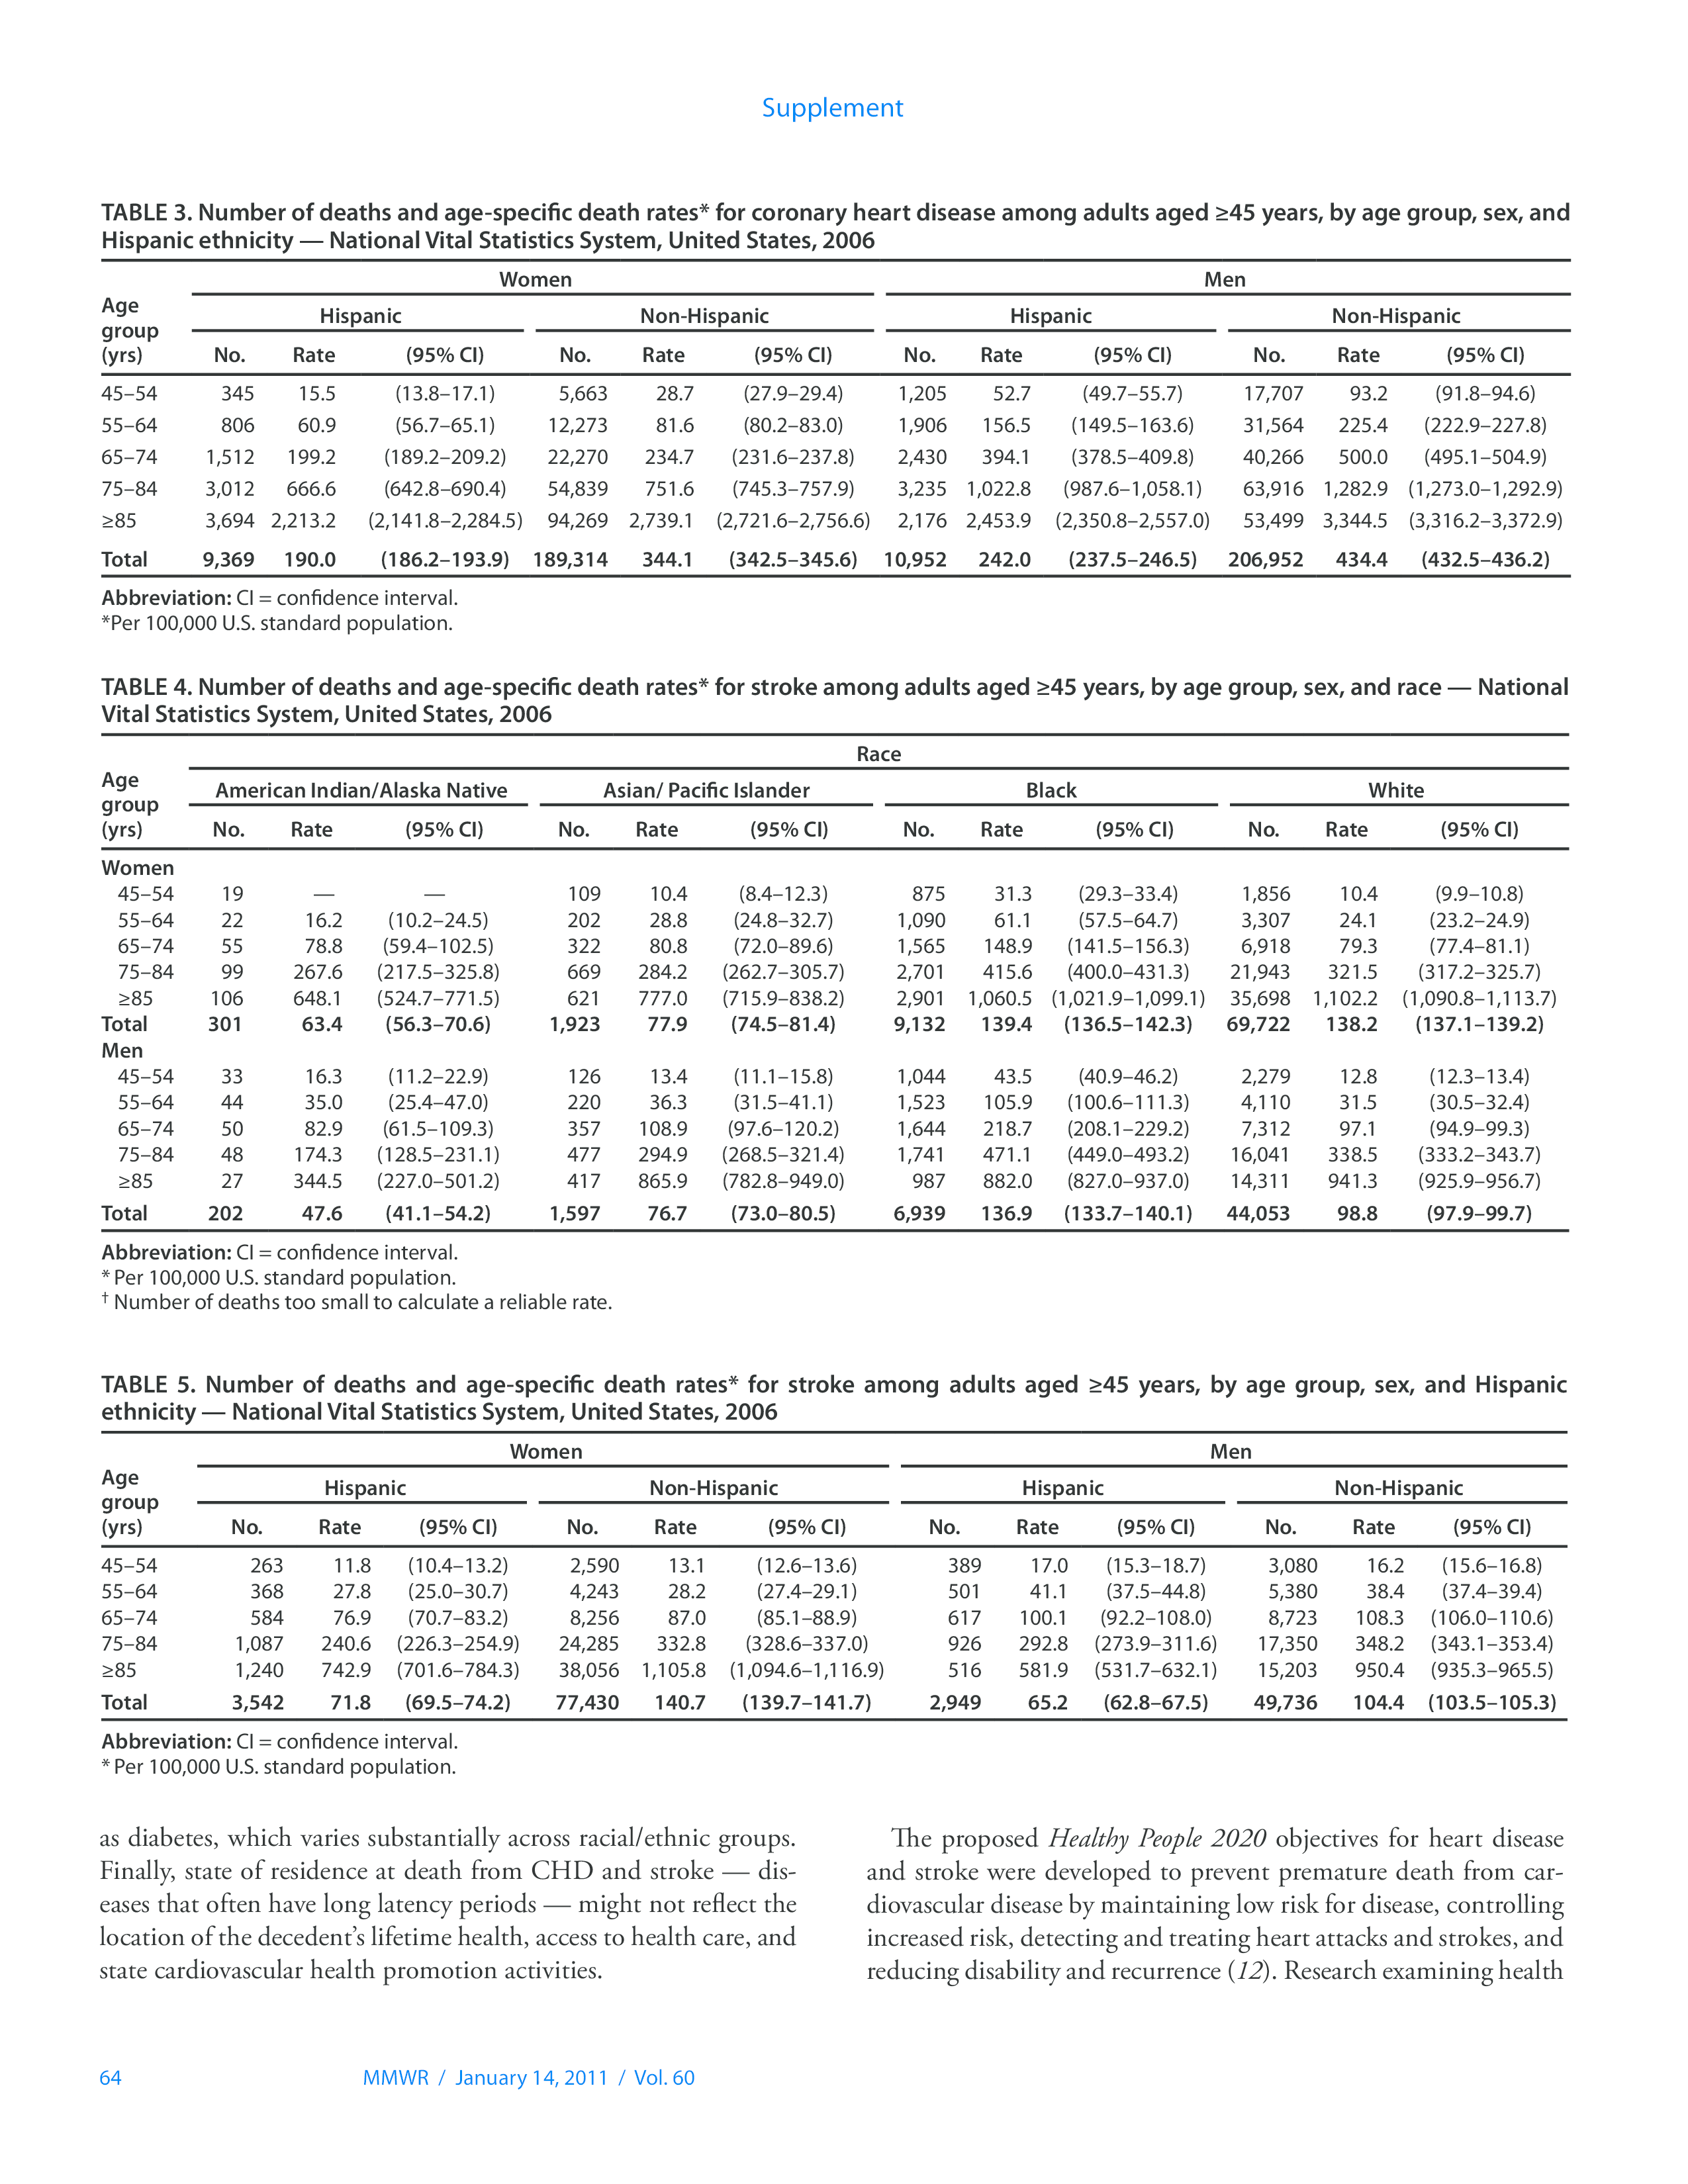 Supplement
TABLE 3. Number of deaths and age-specific death rates* for coronary heart disease among adults aged ≥45 years, by age group, sex, and
Hispanic ethnicity — National Vital Statistics System, United States, 2006
Women Men
Age
group
(yrs)
Hispanic Non-Hispanic Hispanic Non-Hispanic
No. Rate (95% CI) No. Rate (95% CI) No. Rate (95% CI) No. Rate (95% CI)
45–54 345 15.5 (13.8–17.1) 5,663 28.7 (27.9–29.4) 1,205 52.7 (49.7–55.7) 17,707 93.2 (91.8–94.6)
55–64 806 60.9 (56.7–65.1) 12,273 81.6 (80.2–83.0) 1,906 156.5 (149.5–163.6) 31,564 225.4 (222.9–227.8)
65–74 1,512 199.2 (189.2–209.2) 22,270 234.7 (231.6–237.8) 2,430 394.1 (378.5–409.8) 40,266 500.0 (495.1–504.9)
75–84 3,012 666.6 (642.8–690.4) 54,839 751.6 (745.3–757.9) 3,235 1,022.8 (987.6–1,058.1) 63,916 1,282.9 (1,273.0–1,292.9)
≥85 3,694 2,213.2 (2,141.8–2,284.5) 94,269 2,739.1 (2,721.6–2,756.6) 2,176 2,453.9 (2,350.8–2,557.0) 53,499 3,344.5 (3,316.2–3,372.9)
Total 9,369 190.0 (186.2–193.9) 189,314 344.1 (342.5–345.6) 10,952 242.0 (237.5–246.5) 206,952 434.4 (432.5–436.2)
Abbreviation: CI = confidence interval.
*Per 100,000 U.S. standard population.
TABLE 4. Number of deaths and age-specific death rates* for stroke among adults aged ≥45 years, by age group, sex, and race — National
Vital Statistics System, United States, 2006
Race
Age
group
(yrs)
American Indian/Alaska Native Asian/ Pacific Islander Black White
No. Rate (95% CI) No. Rate (95% CI) No. Rate (95% CI) No. Rate (95% CI)
Women
45–54 19 — — 109 10.4 (8.4–12.3) 875 31.3 (29.3–33.4) 1,856 10.4 (9.9–10.8)
55–64 22 16.2 (10.2–24.5) 202 28.8 (24.8–32.7) 1,090 61.1 (57.5–64.7) 3,307 24.1 (23.2–24.9)
65–74 55 78.8 (59.4–102.5) 322 80.8 (72.0–89.6) 1,565 148.9 (141.5–156.3) 6,918 79.3 (77.4–81.1)
75–84 99 267.6 (217.5–325.8) 669 284.2 (262.7–305.7) 2,701 415.6 (400.0–431.3) 21,943 321.5 (317.2–325.7)
≥85 106 648.1 (524.7–771.5) 621 777.0 (715.9–838.2) 2,901 1,060.5 (1,021.9–1,099.1) 35,698 1,102.2 (1,090.8–1,113.7)
Total 301 63.4 (56.3–70.6) 1,923 77.9 (74.5–81.4) 9,132 139.4 (136.5–142.3) 69,722 138.2 (137.1–139.2)
Men
45–54 33 16.3 (11.2–22.9) 126 13.4 (11.1–15.8) 1,044 43.5 (40.9–46.2) 2,279 12.8 (12.3–13.4)
55–64 44 35.0 (25.4–47.0) 220 36.3 (31.5–41.1) 1,523 105.9 (100.6–111.3) 4,110 31.5 (30.5–32.4)
65–74 50 82.9 (61.5–109.3) 357 108.9 (97.6–120.2) 1,644 218.7 (208.1–229.2) 7,312 97.1 (94.9–99.3)
75–84 48 174.3 (128.5–231.1) 477 294.9 (268.5–321.4) 1,741 471.1 (449.0–493.2) 16,041 338.5 (333.2–343.7)
≥85 27 344.5 (227.0–501.2) 417 865.9 (782.8–949.0) 987 882.0 (827.0–937.0) 14,311 941.3 (925.9–956.7)
Total 202 47.6 (41.1–54.2) 1,597 76.7 (73.0–80.5) 6,939 136.9 (133.7–140.1) 44,053 98.8 (97.9–99.7)
Abbreviation: CI = confidence interval.
* Per 100,000 U.S. standard population.
† Number of deaths too small to calculate a reliable rate.
TABLE 5. Number of deaths and age-specific death rates* for stroke among adults aged ≥45 years, by age group, sex, and Hispanic
ethnicity — National Vital Statistics System, United States, 2006
Women Men
Age
group
(yrs)
Hispanic Non-Hispanic Hispanic Non-Hispanic
No. Rate (95% CI) No. Rate (95% CI) No. Rate (95% CI) No. Rate (95% CI)
45–54 263 11.8 (10.4–13.2) 2,590 13.1 (12.6–13.6) 389 17.0 (15.3–18.7) 3,080 16.2 (15.6–16.8)
55–64 368 27.8 (25.0–30.7) 4,243 28.2 (27.4–29.1) 501 41.1 (37.5–44.8) 5,380 38.4 (37.4–39.4)
65–74 584 76.9 (70.7–83.2) 8,256 87.0 (85.1–88.9) 617 100.1 (92.2–108.0) 8,723 108.3 (106.0–110.6)
75–84 1,087 240.6 (226.3–254.9) 24,285 332.8 (328.6–337.0) 926 292.8 (273.9–311.6) 17,350 348.2 (343.1–353.4)
≥85 1,240 742.9 (701.6–784.3) 38,056 1,105.8 (1,094.6–1,116.9) 516 581.9 (531.7–632.1) 15,203 950.4 (935.3–965.5)
Total 3,542 71.8 (69.5–74.2) 77,430 140.7 (139.7–141.7) 2,949 65.2 (62.8–67.5) 49,736 104.4 (103.5–105.3)
Abbreviation: CI = confidence interval.
* Per 100,000 U.S. standard population.
as diabetes, which varies substantially across racial/ethnic groups.
Finally, state of residence at death from CHD and stroke — dis-
eases that often have long latency periods — might not reflect the
location of the decedent’s lifetime health, access to health care, and
state cardiovascular health promotion activities.
The proposed Healthy People 2020 objectives for heart disease
and stroke were developed to prevent premature death from car-
diovascular disease by maintaining low risk for disease, controlling
increased risk, detecting and treating heart attacks and strokes, and
reducing disability and recurrence (12). Research examining health
64 MMWR / January 14, 2011 / Vol. 60